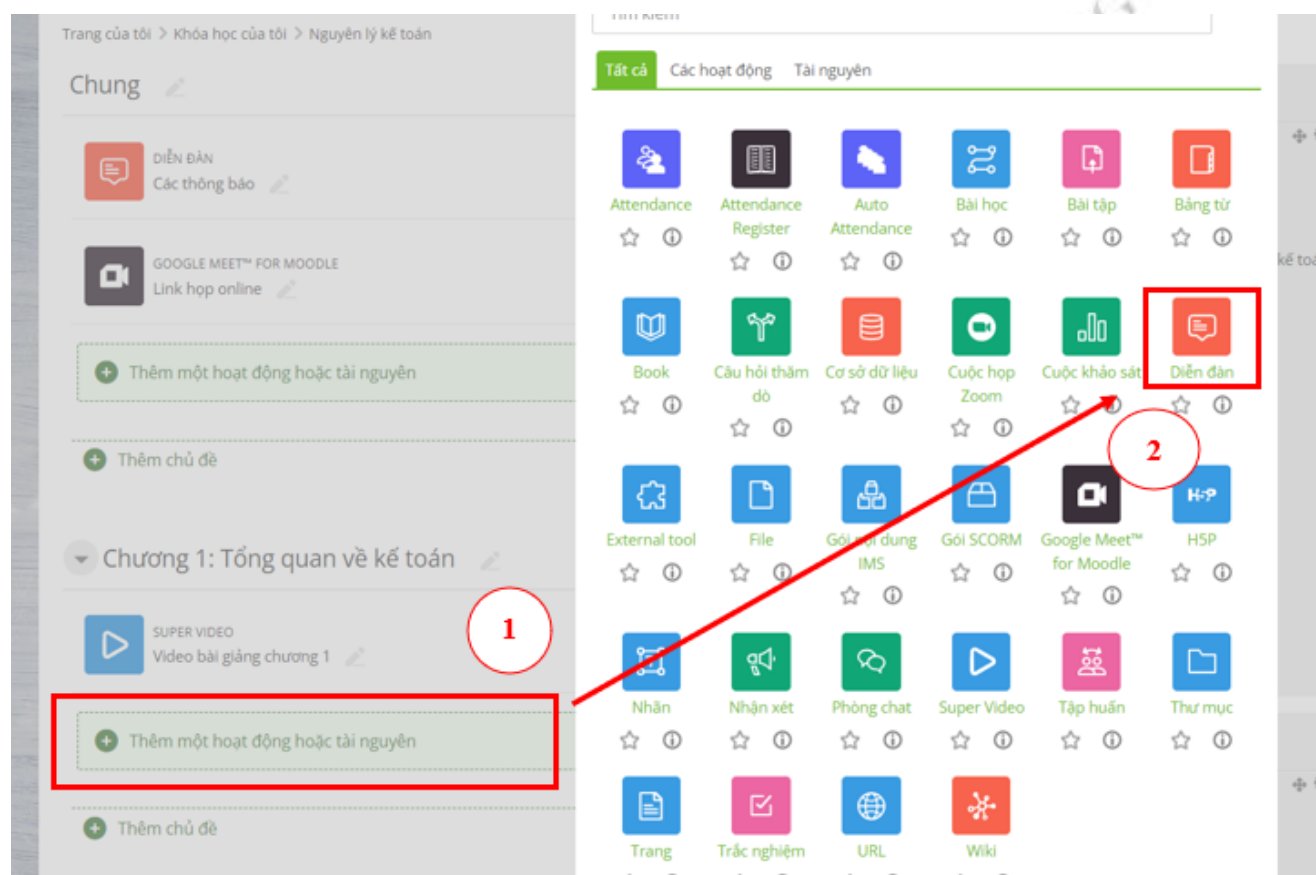 Tìm kiếm
Trang của tôi > Khóa học của tôi > Nguyên lý kế toán
Chung
DIỄN ĐÀN
Các thông báo
GOOGLE MEET™ FOR MOODLE
Link họp online
Thêm một hoạt động hoặc tài nguyên
Thêm chủ đề
Chương 1: Tổng quan về kế toán
SUPER VIDEO
Video bài giảng chương 1
1
Thêm một hoạt động hoặc tài nguyên
Thêm chủ đề
Tất cả Các hoạt động Tài nguyên
Attendance
Attendance
Register
Auto
Attendance
Bài học
Bài tập
Bảng từ
Book
Câu hỏi thăm
dò
Cơ sở dữ liệu
Cuộc họp
Zoom
Cuộc khảo sát
Diễn đàn
2
External tool
File
Gói nội dung
IMS
Gói SCORM
Google Meet™
for Moodle
H5P
H5P
Nhãn
Nhận xét
Phòng chat
Super Video
Tập huấn
Thư mục
Trang
Trắc nghiệm
URL
Wiki